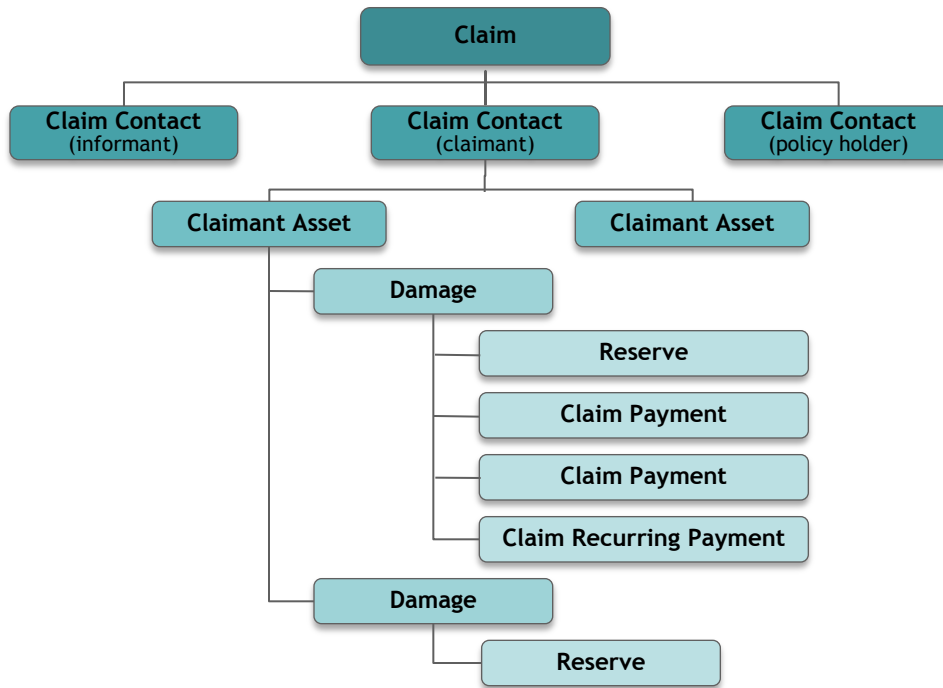 Claim
Claim Contact
(informant)
Claim Contact
(claimant)
Claim Contact
(policy holder)
Claimant Asset
Claimant Asset
Damage
Reserve
Claim Payment
Claim Payment
Claim Recurring Payment
Damage
Reserve